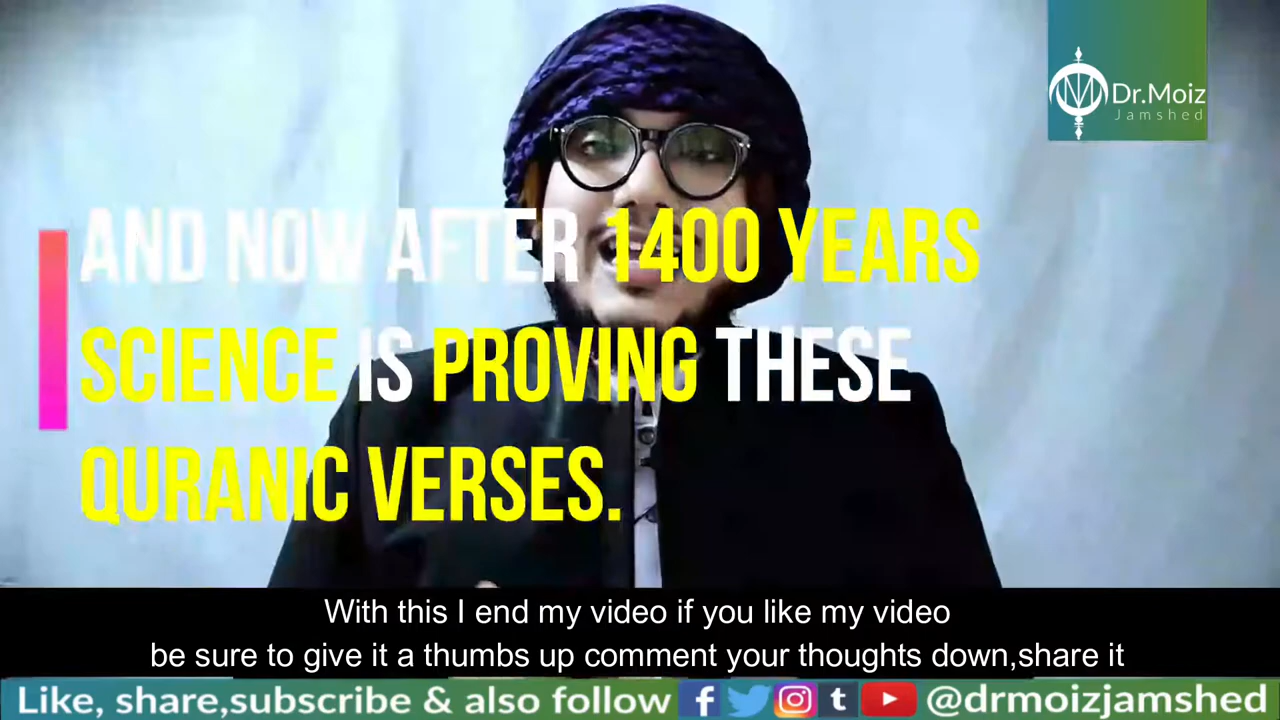 Dr.Moiz
Jamshed
AND NOW AFTER 1400 YEARS
SCIENCE IS PROVING THESE
QURANIC VERSES.
With this I end my video if you like my video
be sure to give it a thumbs up comment your thoughts down,share it
Like, share,subscribe & also follow f t @drmoizjamshed